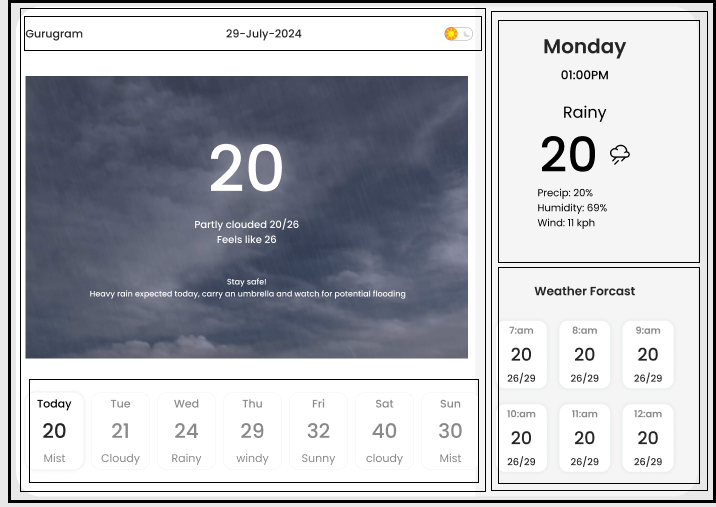 Gurugram
29-July-2024
20
Partly clouded 20/26
Feels like 26
Stay safe!
Heavy rain expected today, carry an umbrella and watch for potential flooding
Today Tue Wed Thu Fri Sat Sun
20 21 24 29 32 40 30
Mist Cloudy Rainy windy Sunny cloudy Mist
Monday
01:00PM
Rainy
20
Precip: 20%
Humidity: 69%
Wind: 11 kph
Weather Forcast
7:am 8:am 9:am
20 20 20
26/29 26/29 26/29
10:am 11:am 12:am
20 20 20
26/29 26/29 26/29